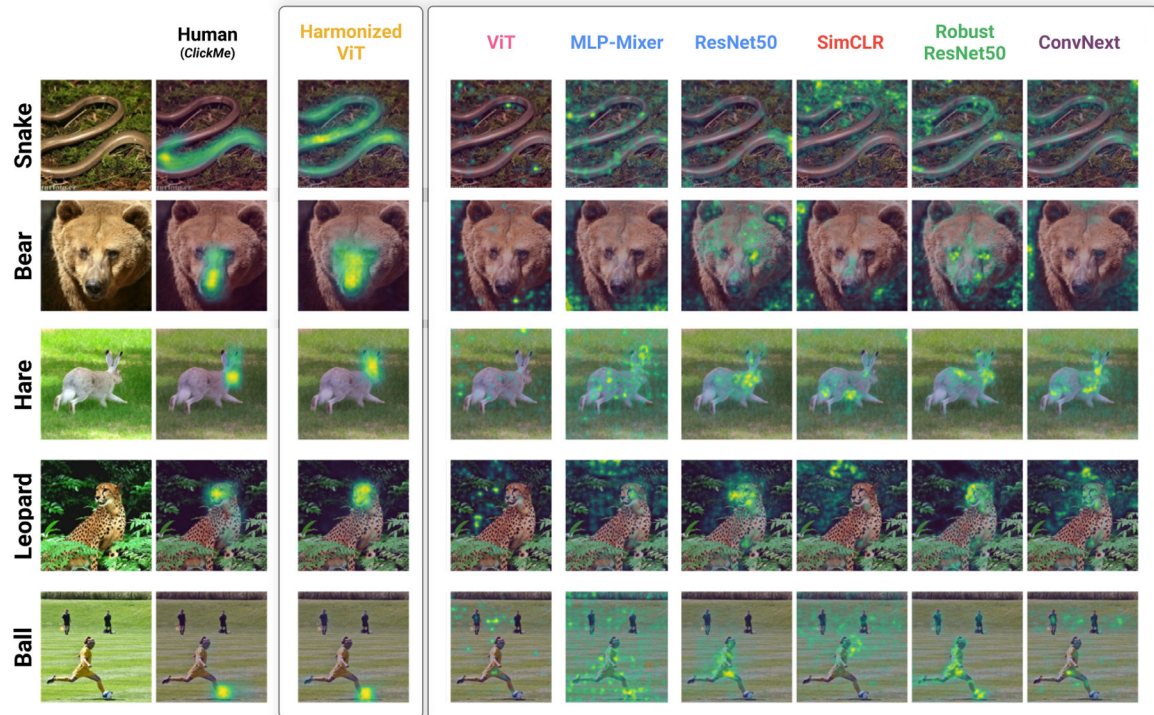 Human
(ClickMe)
Harmonized
ViT
ViT
MLP-Mixer
ResNet50
SimCLR
Robust
ResNet50
ConvNext
Snake
Bear
Hare
Leopard
Ball